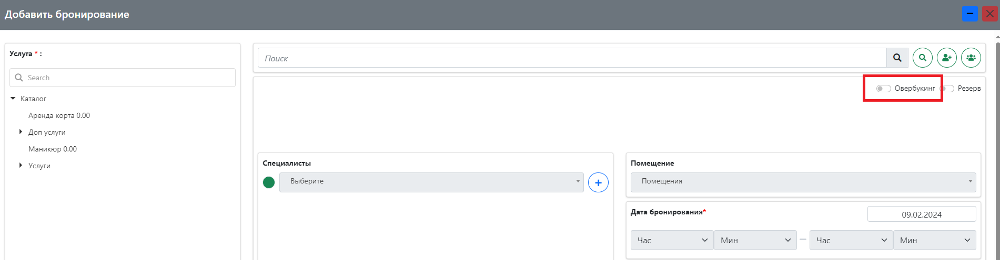 Добавить бронирование
Услуга * :
Search
Каталог
Аренда корта 0.00
Доп услуги
Маникюр 0.00
Услуги
Поиск
Овербукинг
Резерв
Специалисты
Выберите
Помещение
Помещения
Дата бронирования*
09.02.2024
Час
Мин
Час
Мин